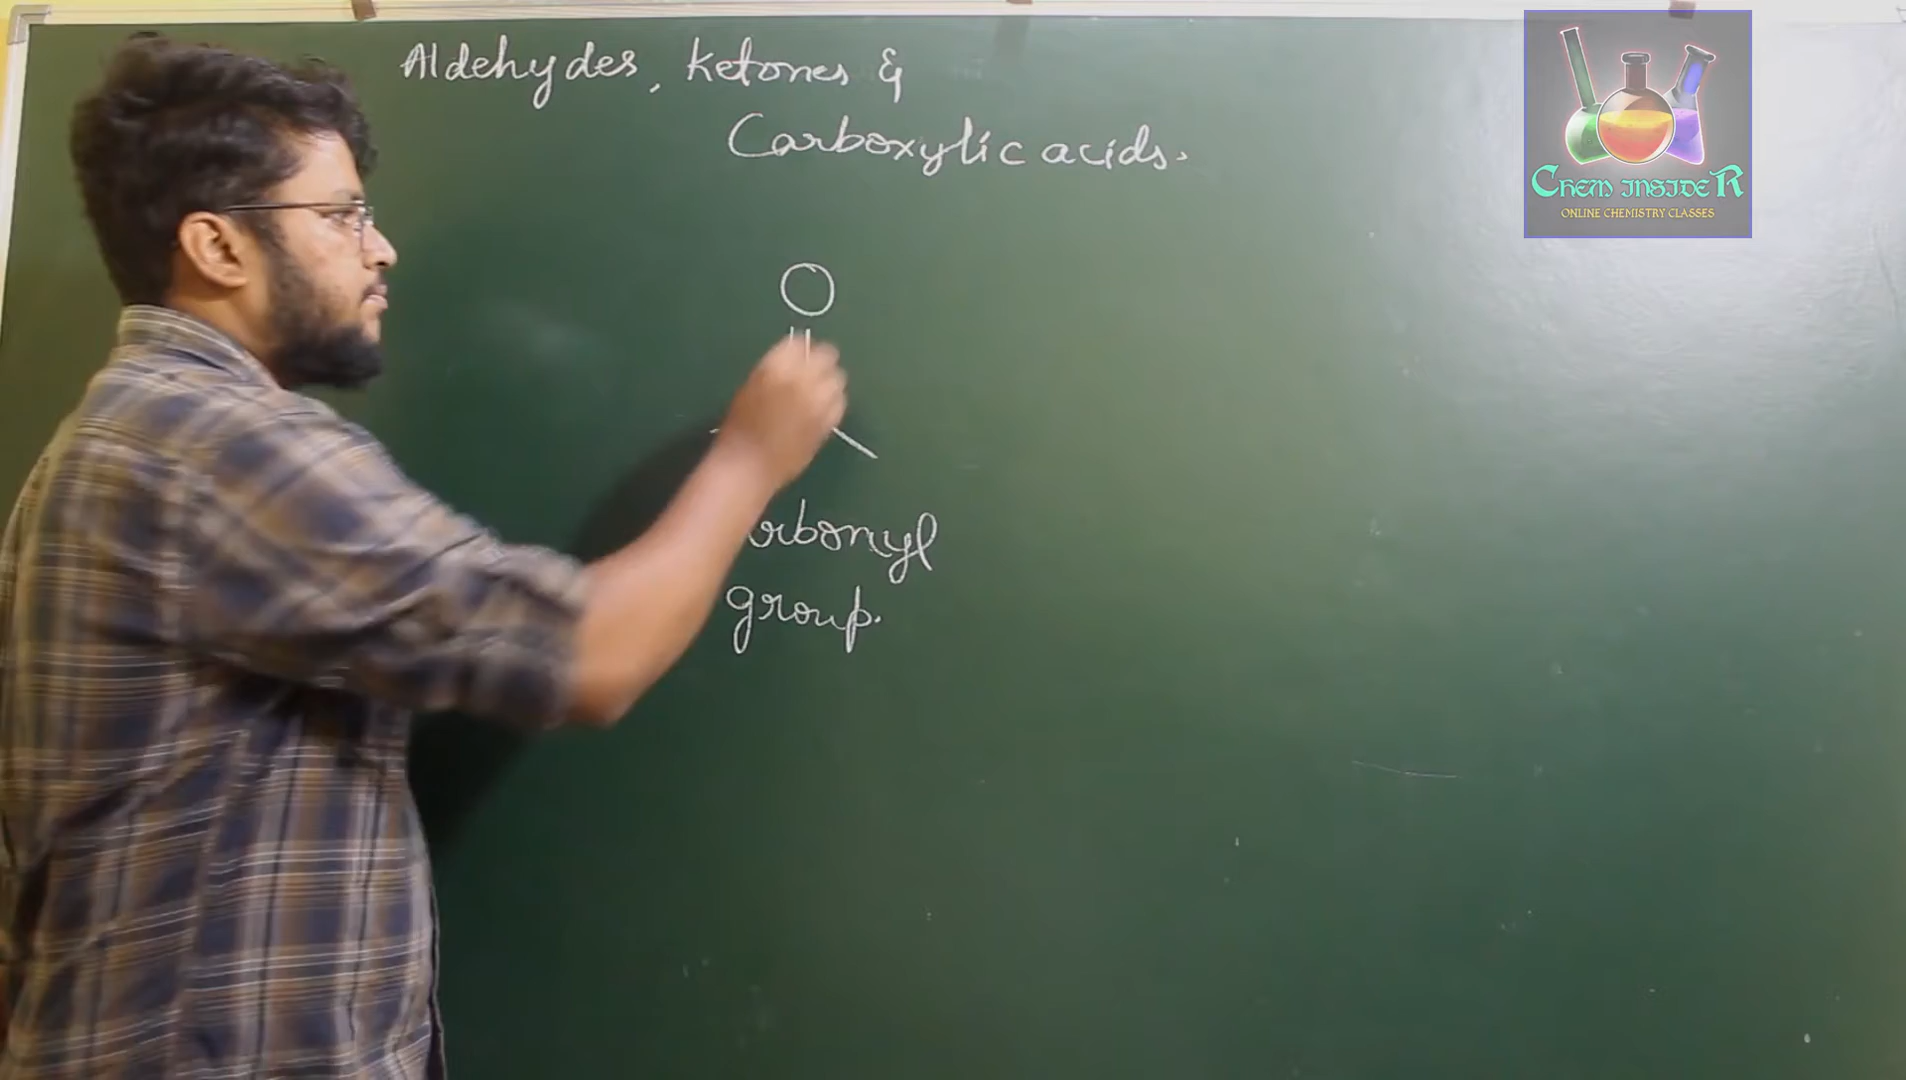 Aldehydes, ketones &
Carboxylic acids.
O
rbonyl
group.
CHEM INSIDER
ONLINE CHEMISTRY CLASSES